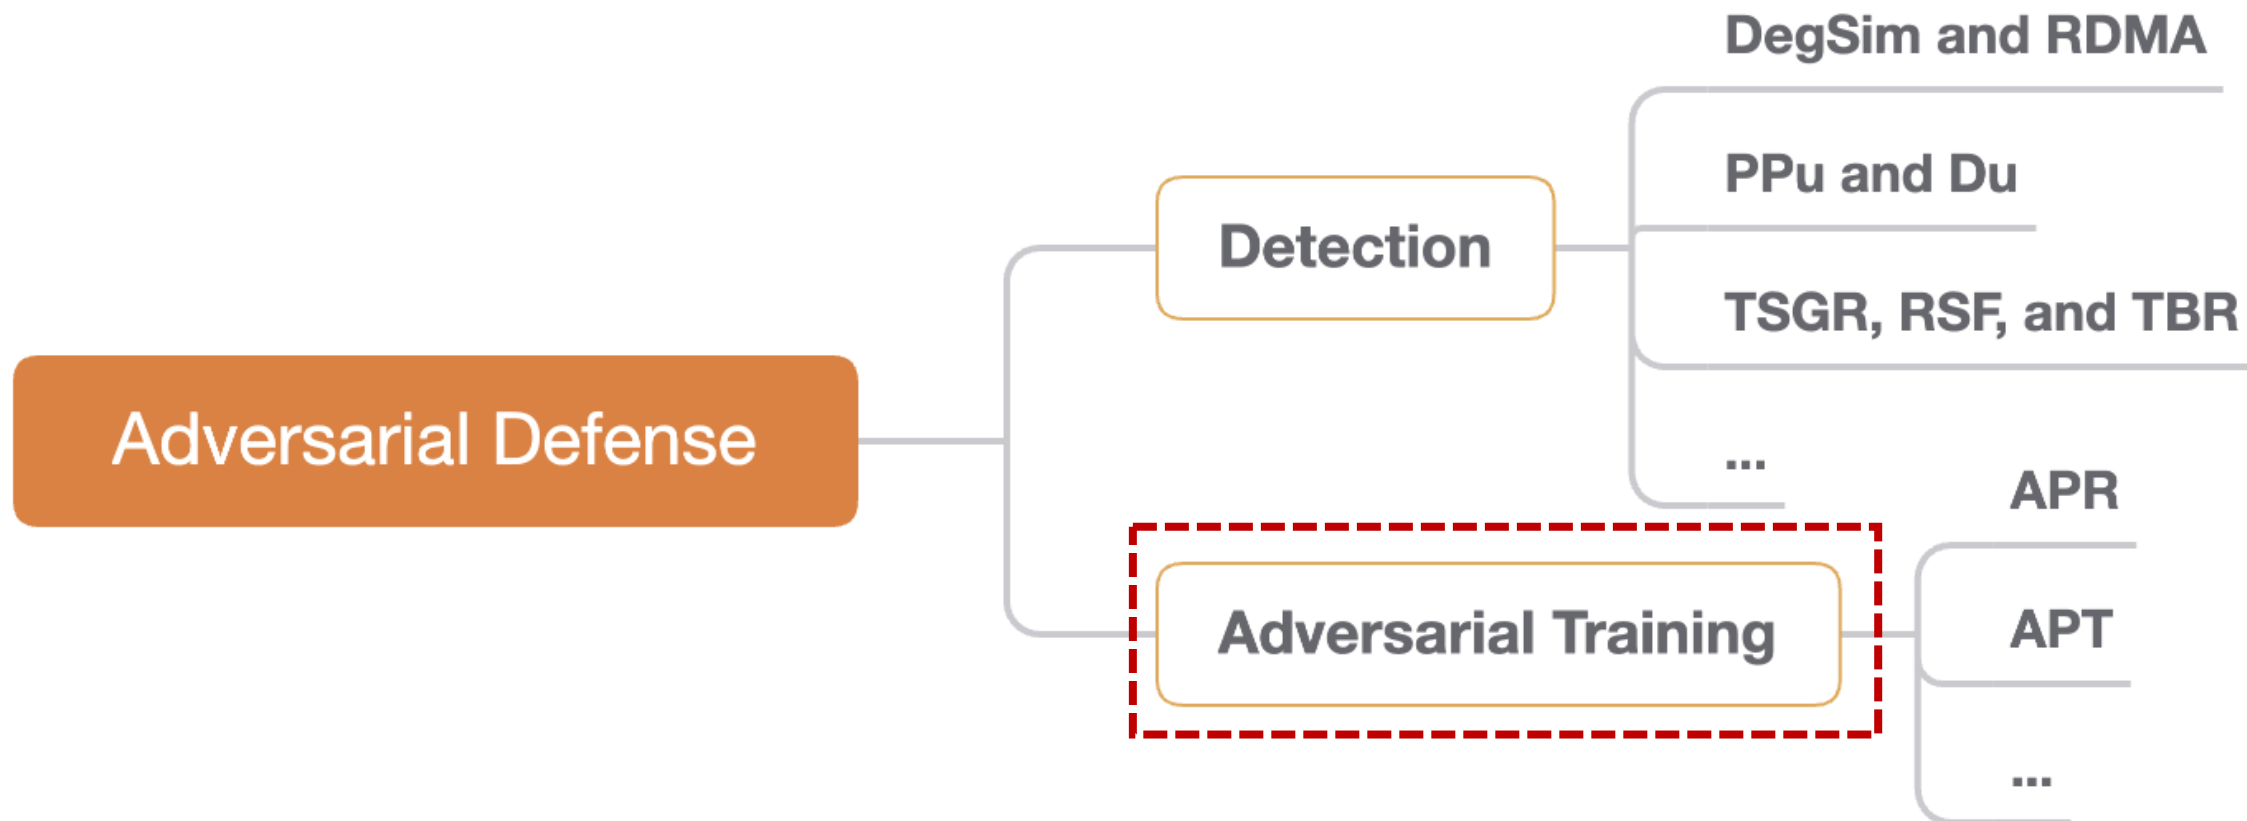 DegSim and RDMA
PPu and Du
Detection
TSGR, RSF, and TBR
Adversarial Defense
...
APR
Adversarial Training
APT
...